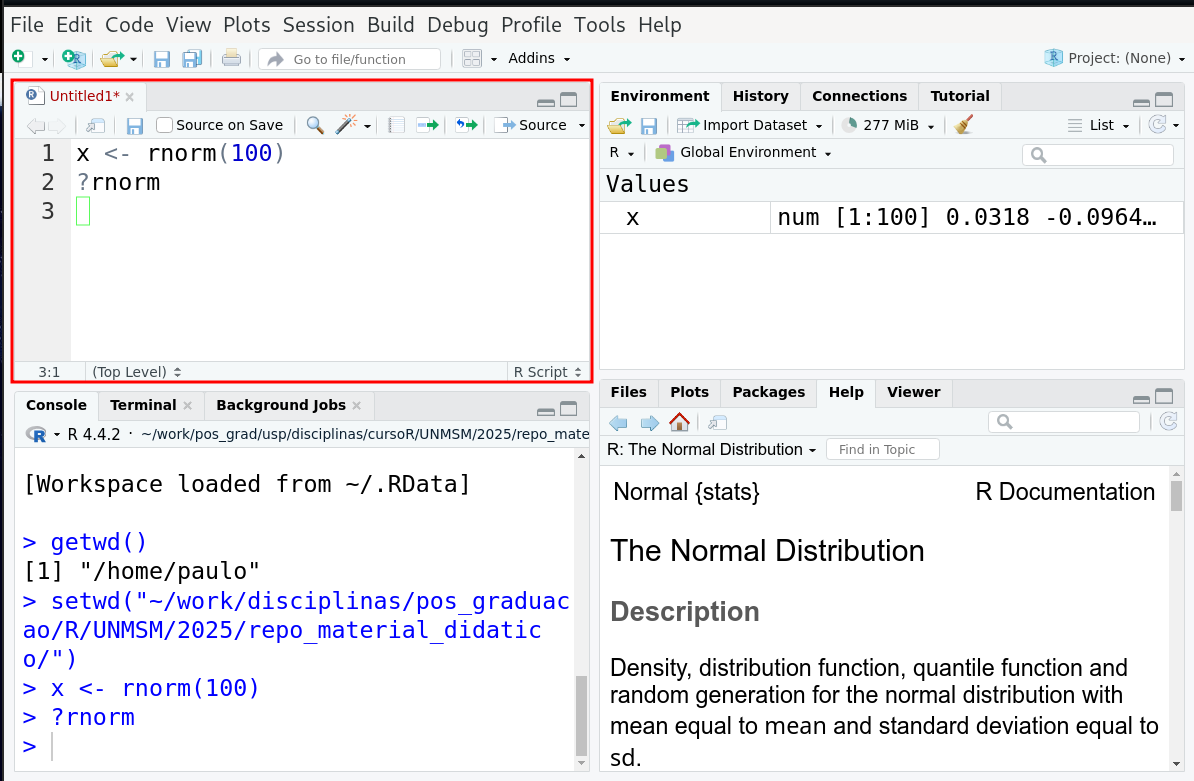 File Edit Code View Plots Session Build Debug Profile Tools Help
Go to file/function Addins Project: (None)
Untitled1*
Source on Save Source
1 x <- rnorm(100)
2 ?rnorm
3
3:1 (Top Level) R Script
Console Terminal Background Jobs
R 4.4.2 · ~/work/pos_grad/usp/disciplinas/cursoR/UNMSM/2025/repo_mate
[Workspace loaded from ~/.RData]
> getwd()
[1] "/home/paulo"
> setwd("~/work/disciplinas/pos_graduac
ao/R/UNMSM/2025/repo_material_didatic
o/")
> x <- rnorm(100)
> ?rnorm
>
Environment History Connections Tutorial
Import Dataset 277 MiB List
R Global Environment
Values
x num [1:100] 0.0318 -0.0964…
Files Plots Packages Help Viewer
R: The Normal Distribution Find in Topic
Normal {stats} R Documentation
The Normal Distribution
Description
Density, distribution function, quantile function and
random generation for the normal distribution with
mean equal to mean and standard deviation equal to
sd.